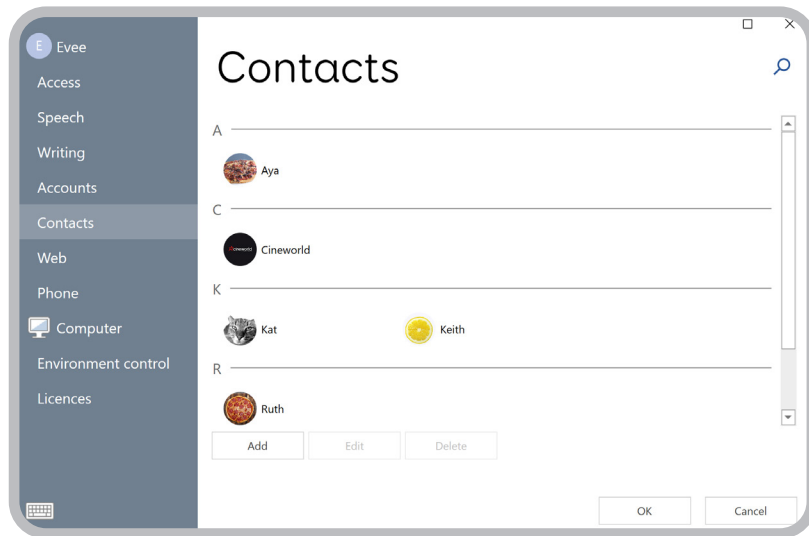 E Evee
Access
Speech
Writing
Accounts
Contacts
Web
Phone
Computer
Environment control
Licences
Contacts
A
Aya
C
cineworld Cineworld
K
Kat Keith
R
Ruth
Add Edit Delete
OK Cancel